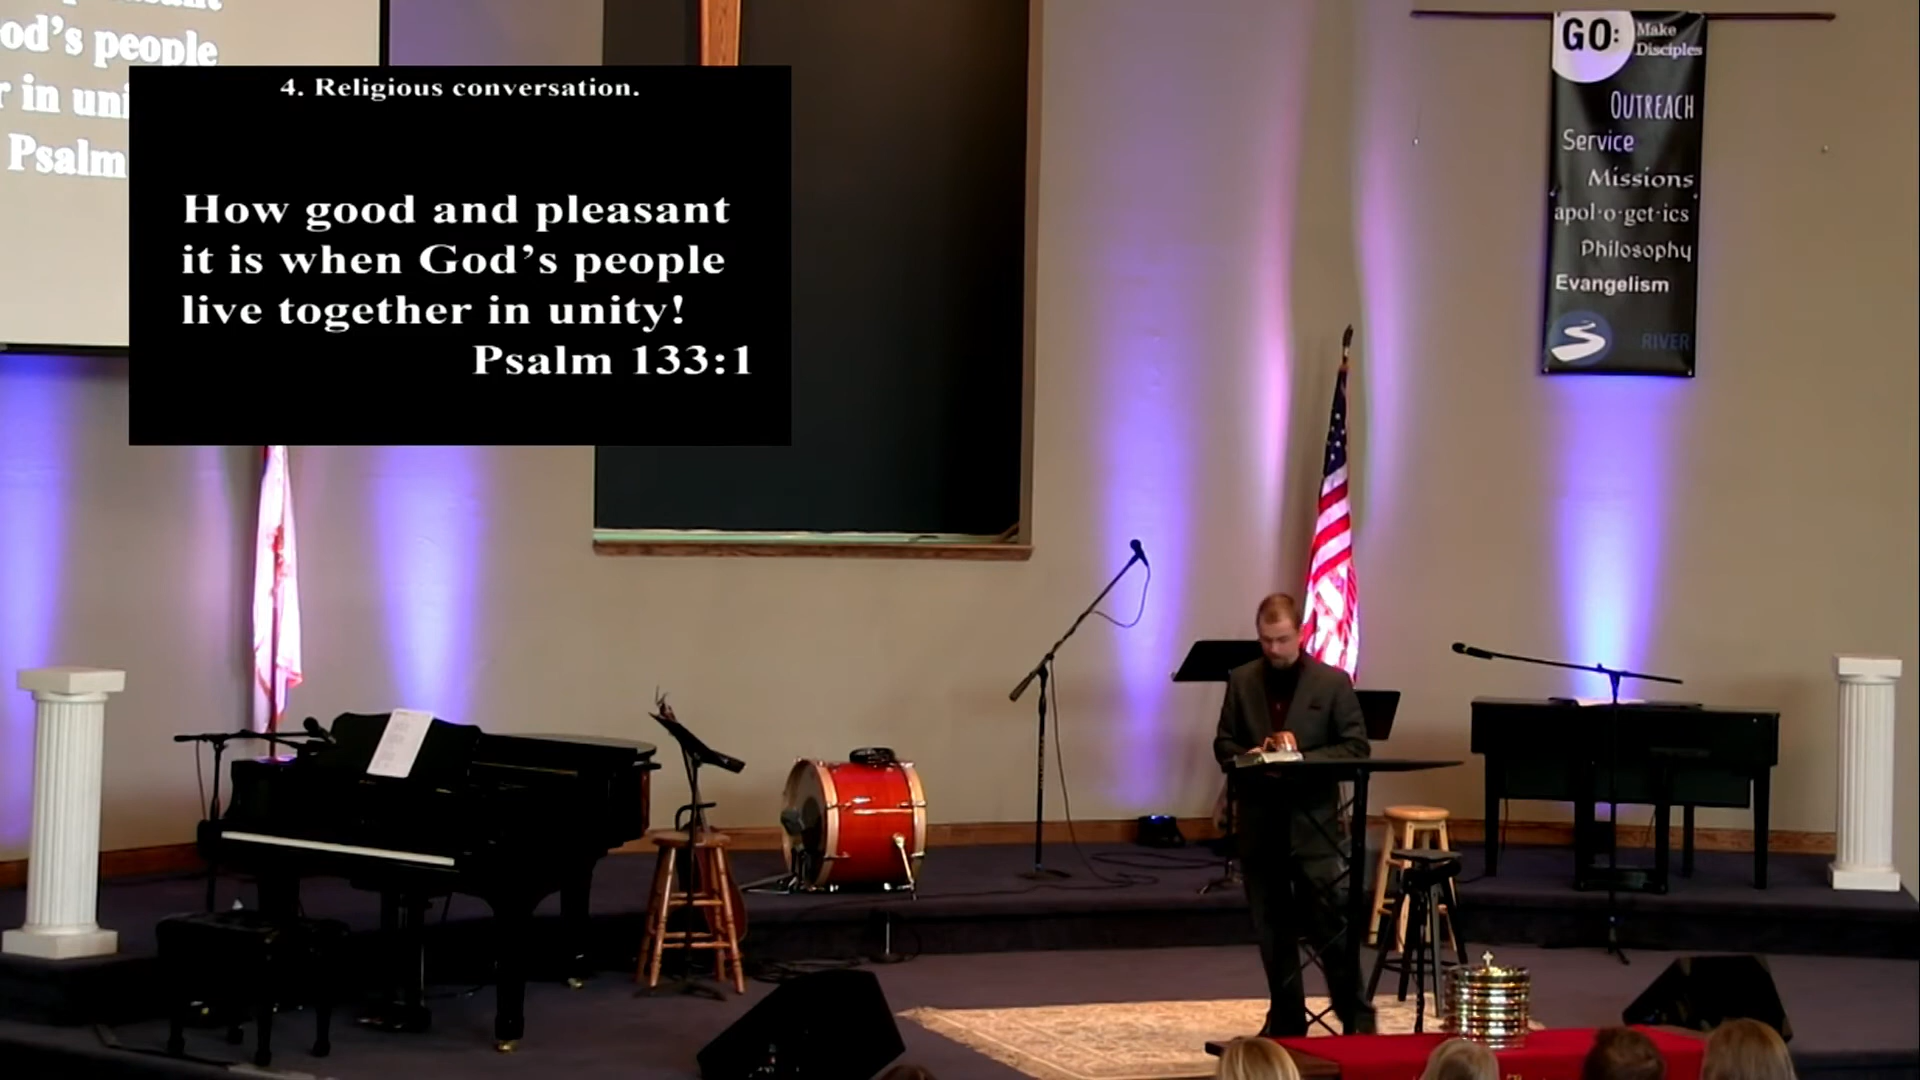 od's people
r in uni
Psalm
4. Religious conversation.
How good and pleasant
it is when God's people
live together in unity!
Psalm 133:1
GO: Make
Disciples
OUTREACH
Service
Missions
apol·o·get·ics
Philosophy
Evangelism
RIVER